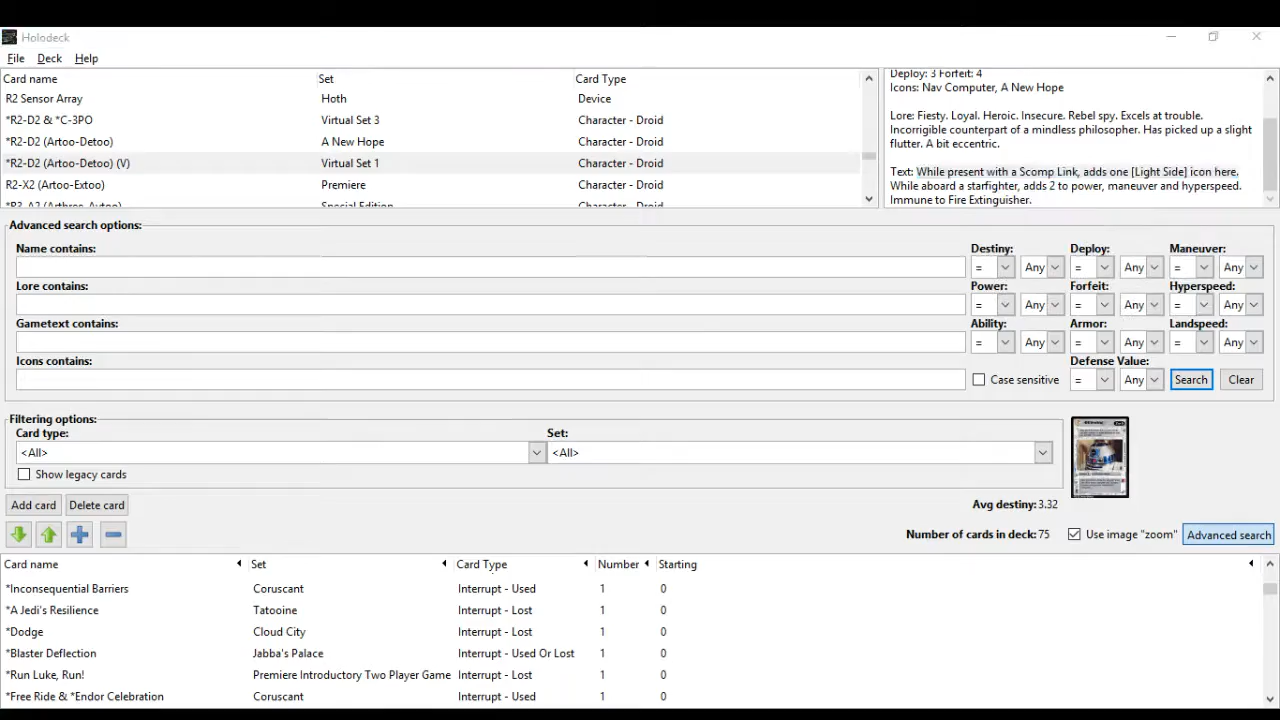 Holodeck
File Deck Help
Card name Set Card Type
R2 Sensor Array Hoth Device
*R2-D2 & *C-3PO Virtual Set 3 Character - Droid
*R2-D2 (Artoo-Detoo) A New Hope Character - Droid
*R2-D2 (Artoo-Detoo) (V) Virtual Set 1 Character - Droid
R2-X2 (Artoo-Extoo) Premiere Character - Droid
Special Edition Character - Droid
Deploy: 3 Forfeit: 4
Icons: Nav Computer, A New Hope
Lore: Fiesty. Loyal. Heroic. Insecure. Rebel spy. Excels at trouble.
Incorrigible counterpart of a mindless philosopher. Has picked up a slight
flutter. A bit eccentric.
Text: While present with a Scomp Link, adds one [Light Side] icon here.
While aboard a starfighter, adds 2 to power, maneuver and hyperspeed.
Immune to Fire Extinguisher.
Advanced search options:
Name contains: Destiny: Deploy: Maneuver:
= Any = Any = Any
Lore contains: Power: Forfeit: Hyperspeed:
= Any = Any = Any
Gametext contains: Ability: Armor: Landspeed:
= Any = Any = Any
Icons contains: Defense Value:
Case sensitive = Any Search Clear
Filtering options:
Card type: Set:
<All> <All>
Show legacy cards
Add card Delete card Avg destiny: 3.32
Number of cards in deck: 75 Use image "zoom" Advanced search
Card name Set Card Type Number Starting
*Inconsequential Barriers Coruscant Interrupt - Used 1 0
*A Jedi's Resilience Tatooine Interrupt - Lost 1 0
*Dodge Cloud City Interrupt - Lost 1 0
*Blaster Deflection Jabba's Palace Interrupt - Used Or Lost 1 0
*Run Luke, Run! Premiere Introductory Two Player Game Interrupt - Lost 1 0
*Free Ride & *Endor Celebration Coruscant Interrupt - Used 1 0